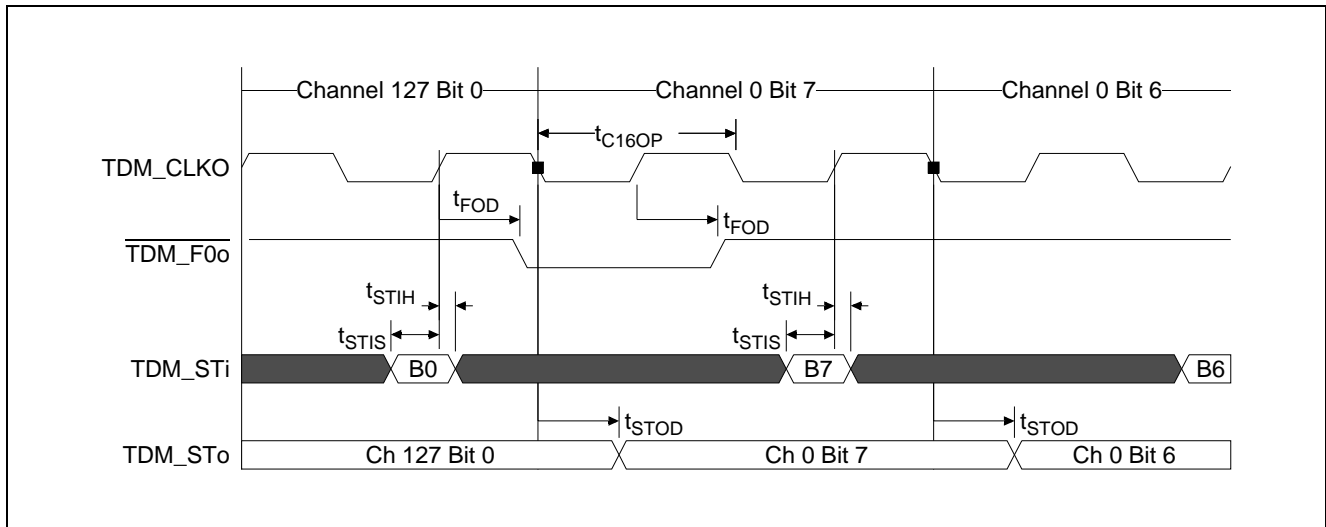 Channel 127 Bit 0 Channel 0 Bit 7 Channel 0 Bit 6
tC16OP
TDM_CLKO
tFOD tFOD
TDM_F0o
tSTIH tSTIH
tSTIS tSTIS
TDM_STi B0 B7 B6
tSTOD tSTOD
TDM_STo Ch 127 Bit 0 Ch 0 Bit 7 Ch 0 Bit 6